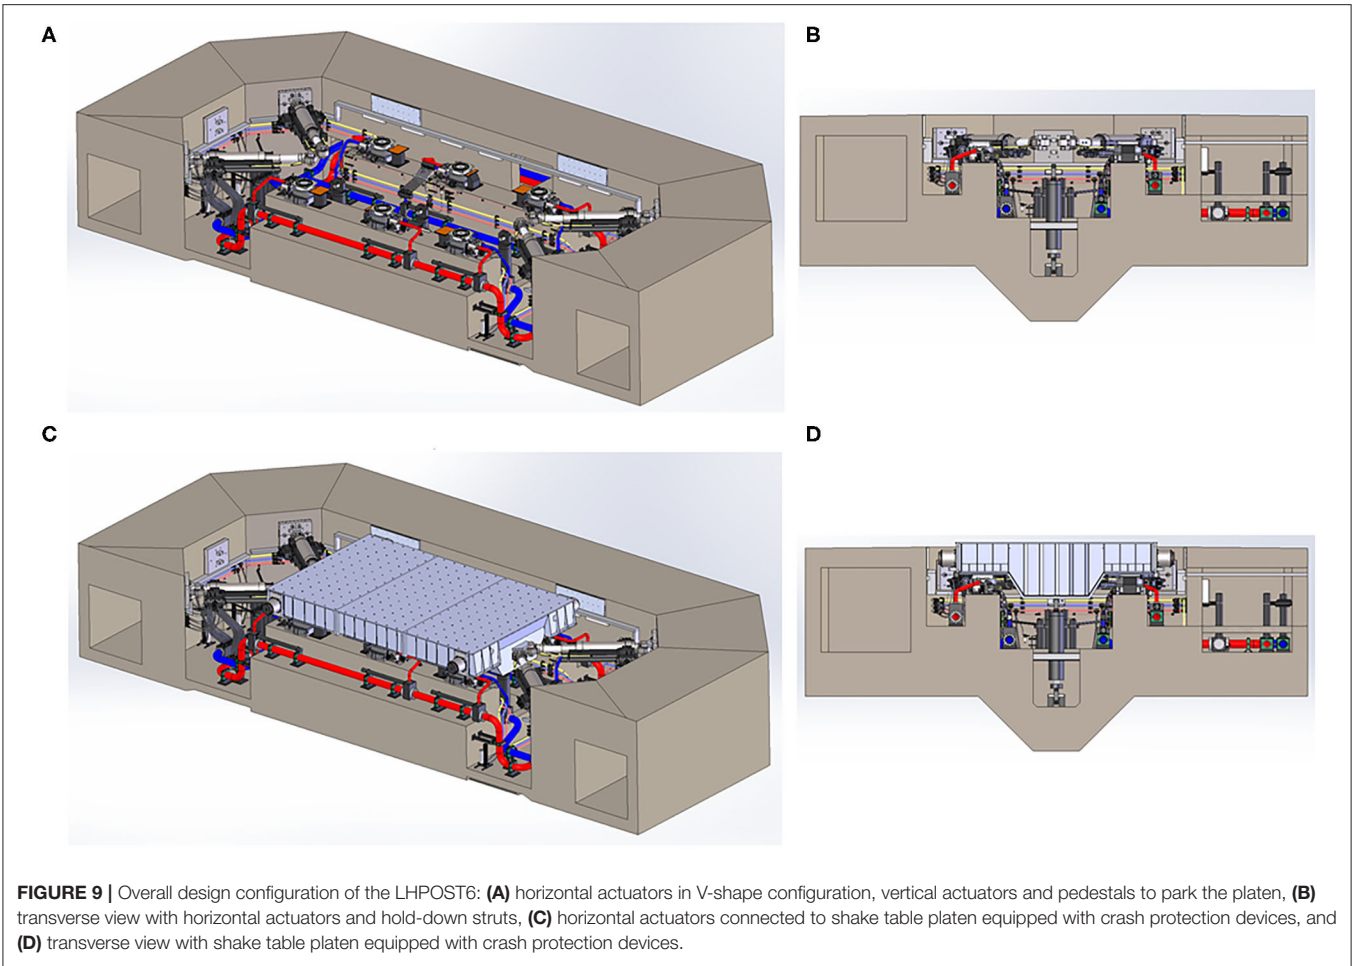 A
B
C
D
FIGURE 9 | Overall design configuration of the LHPOST6: (A) horizontal actuators in V-shape configuration, vertical actuators and pedestals to park the platen, (B)
transverse view with horizontal actuators and hold-down struts, (C) horizontal actuators connected to shake table platen equipped with crash protection devices, and
(D) transverse view with shake table platen equipped with crash protection devices.